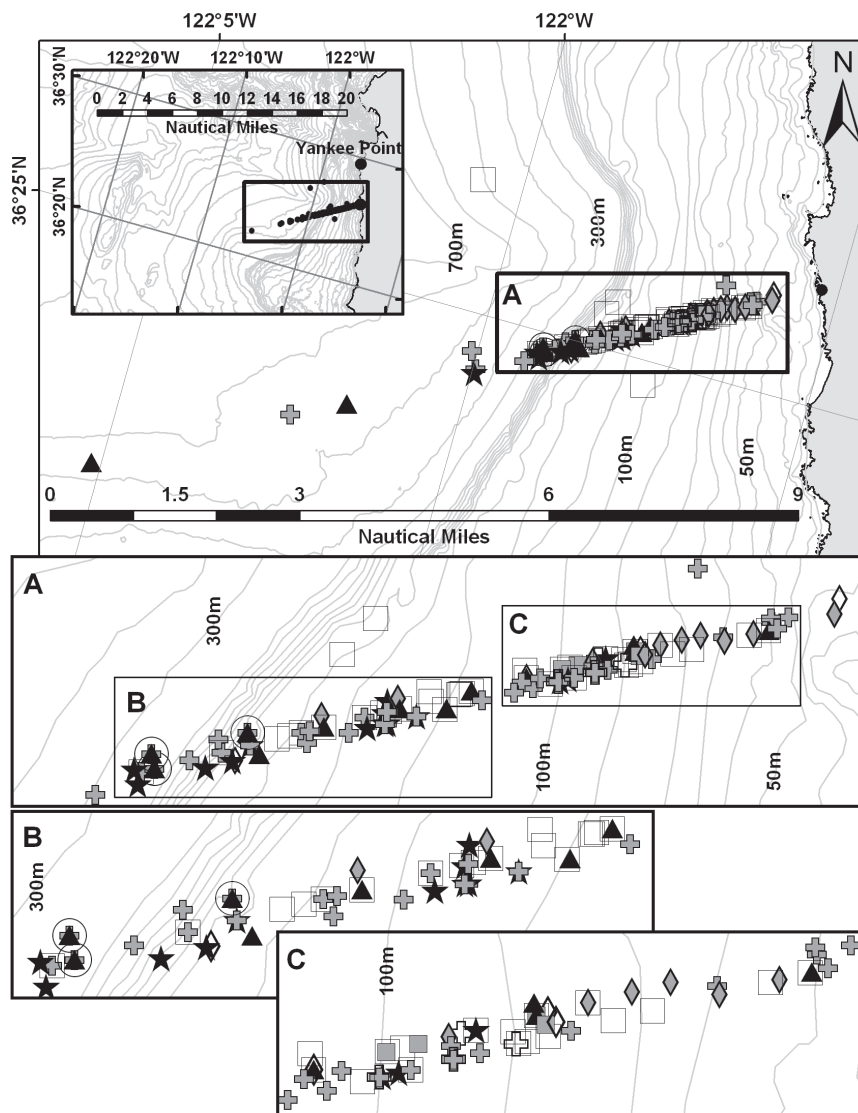 122°5'W
122°W
122°20'W
122°10'W
122°W
36°30'N
0 2 4 6 8 10 12 14 16 18 20
Nautical Miles
N
Yankee Point
36°25'N
36°20'N
700m
300m
A
100m
50m
0 1.5 3 6 9
Nautical Miles
A
300m
C
B
100m
50m
B
300m
C
100m